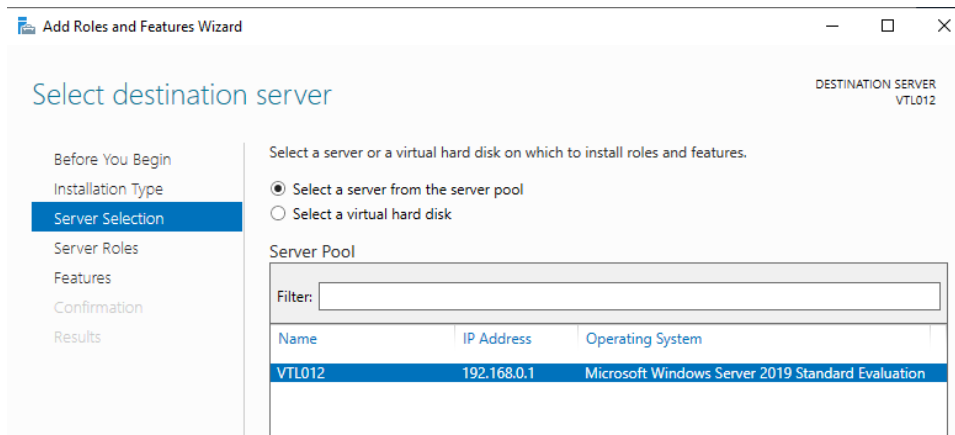 Add Roles and Features Wizard
Select destination server
DESTINATION SERVER
VTL012
Before You Begin
Installation Type
Server Selection
Server Roles
Features
Confirmation
Results
Select a server or a virtual hard disk on which to install roles and features.
Select a server from the server pool
Select a virtual hard disk
Server Pool
Filter:
Name IP Address Operating System
VTL012 192.168.0.1 Microsoft Windows Server 2019 Standard Evaluation